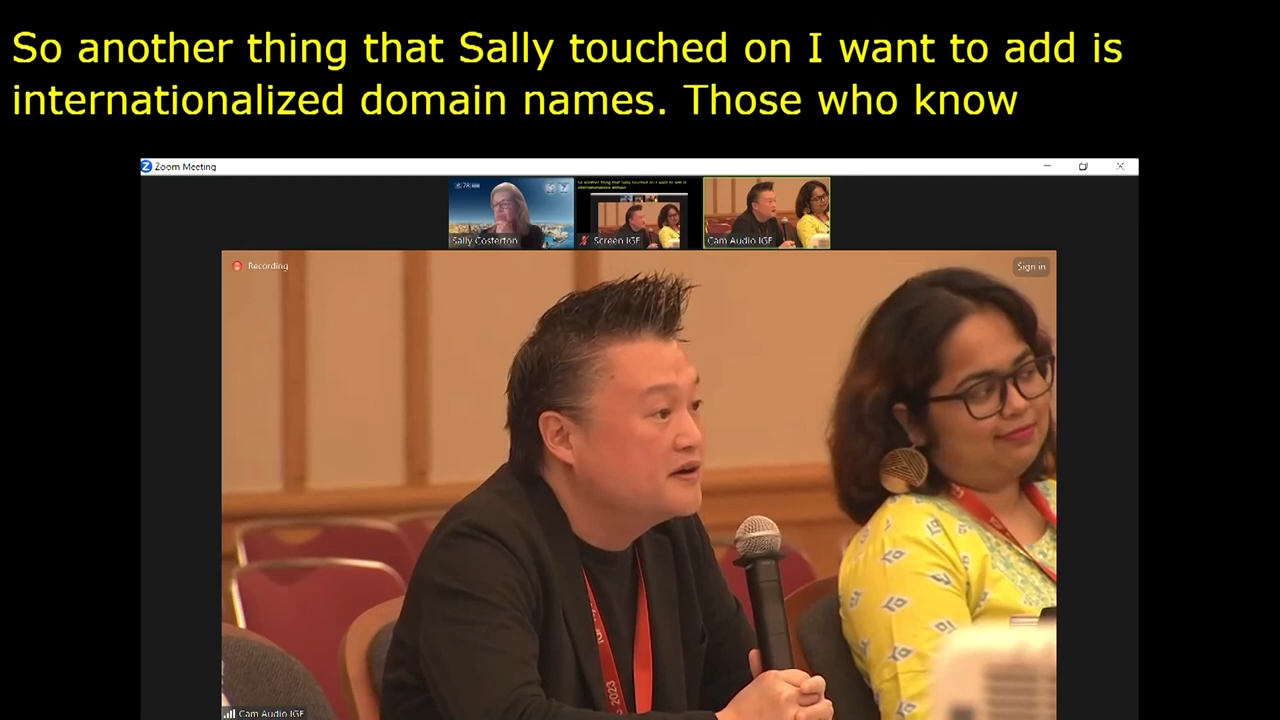 So another thing that Sally touched on I want to add is
internationalized domain names. Those who know
Zoom Meeting
Sally Costerton
Screen IGF
Cam Audio IGF
Recording
Sign in
2023
Cam Audio IGF